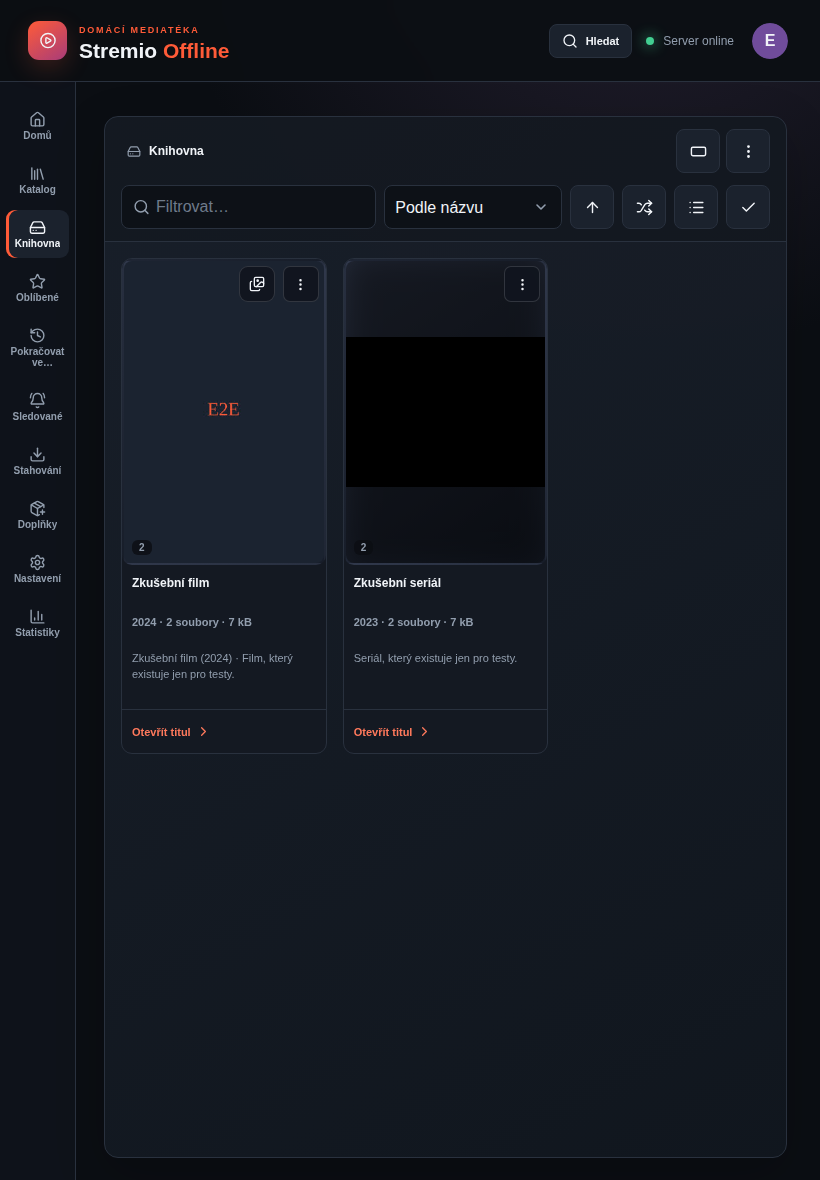 DOMÁCÍ MEDIATÉKA
Stremio Offline
Hledat
Server online
E
Domů
Katalog
Knihovna
Oblíbené
Pokračovat
ve…
Sledované
Stahování
Doplňky
Nastavení
Statistiky
Knihovna
Filtrovat…
Podle názvu
E2E
2
Zkušební film
2024 · 2 soubory · 7 kB
Zkušební film (2024) · Film, který
existuje jen pro testy.
Otevřít titul
2
Zkušební seriál
2023 · 2 soubory · 7 kB
Seriál, který existuje jen pro testy.
Otevřít titul